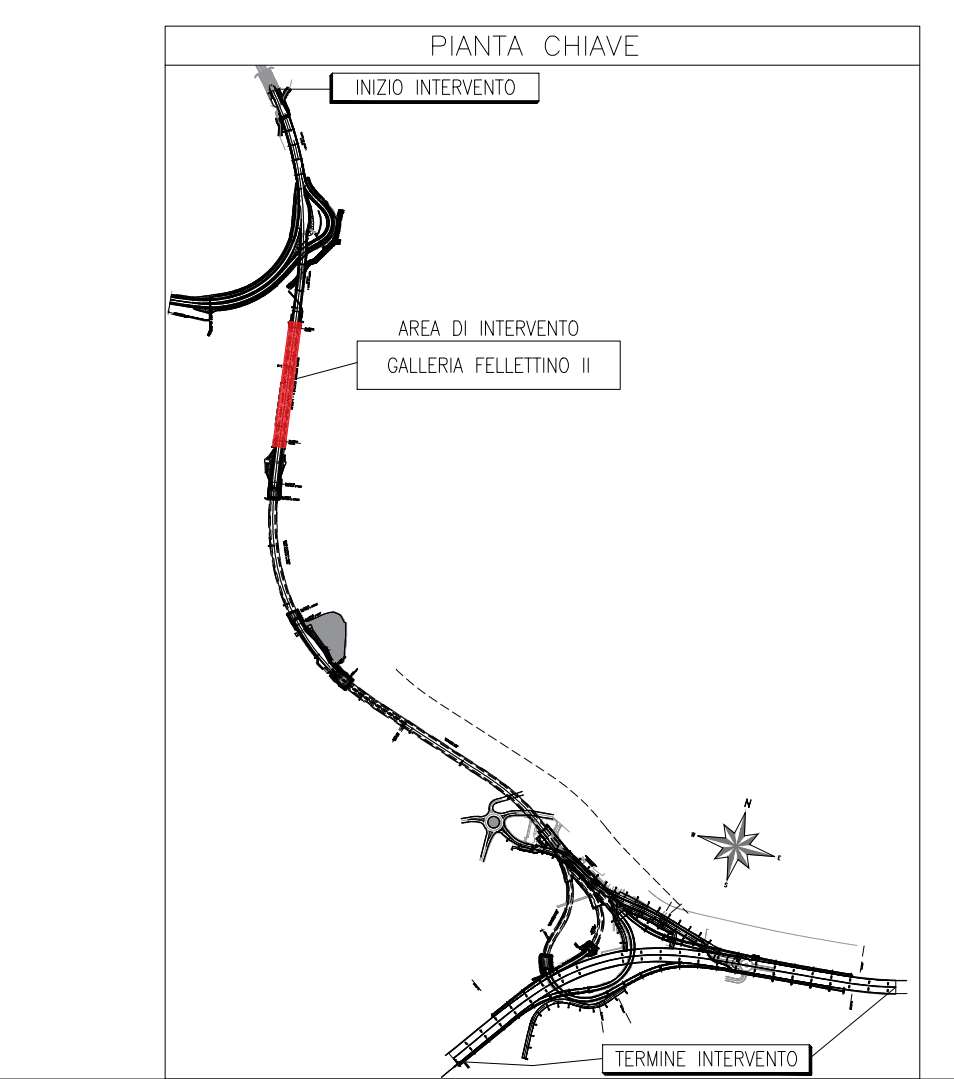 PIANTA CHIAVE
INIZIO INTERVENTO
AREA DI INTERVENTO
GALLERIA FELLETTINO II
N
E
S
TERMINE INTERVENTO